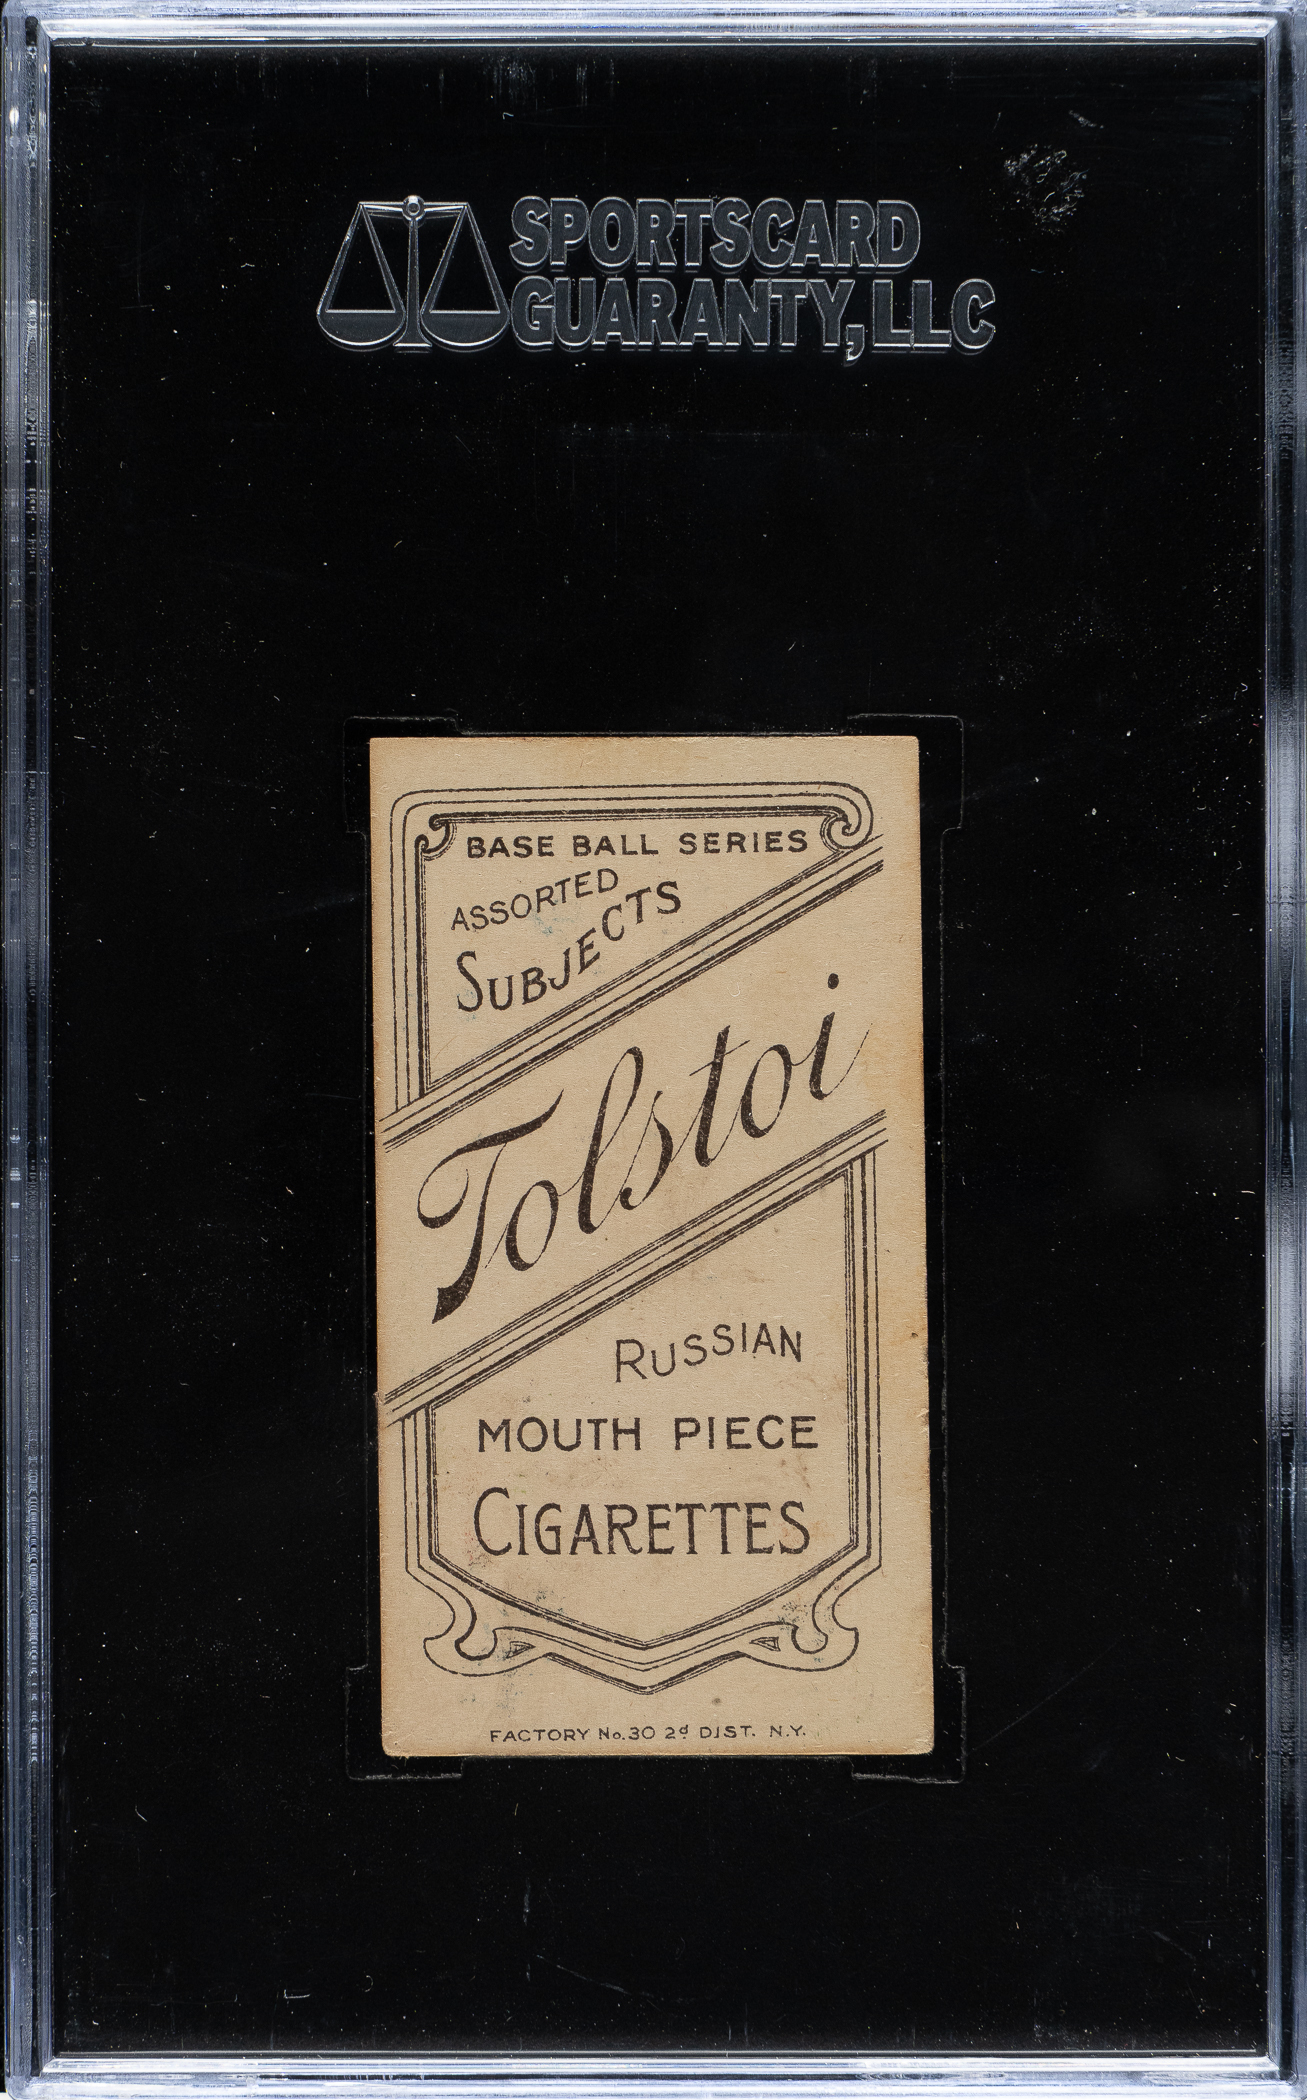 SPORTSCARD
GUARANTY, LLC
BASE BALL SERIES
ASSORTED
SUBJECTS
Tolstoi
RUSSIAN
MOUTH PIECE
CIGARETTES
FACTORY No. 30 2d DIST. N.Y.